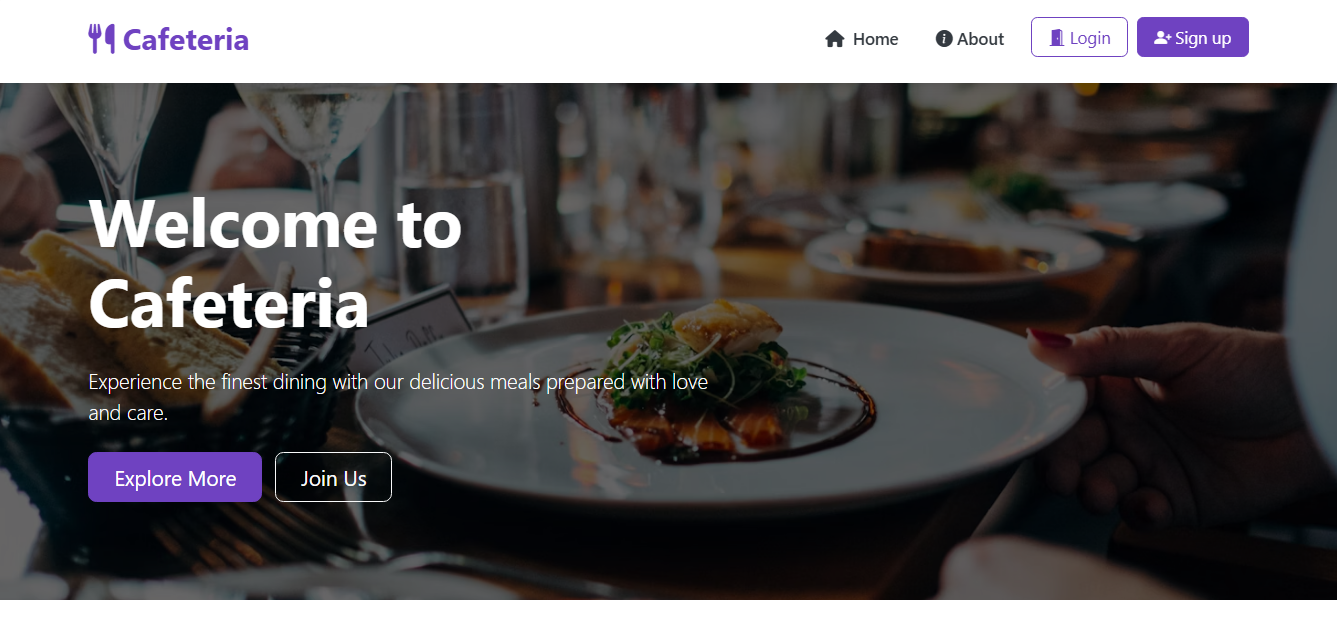 Cafeteria
Home
About
Login
Sign up
Welcome to
Cafeteria
Experience the finest dining with our delicious meals prepared with love
and care.
Explore More
Join Us